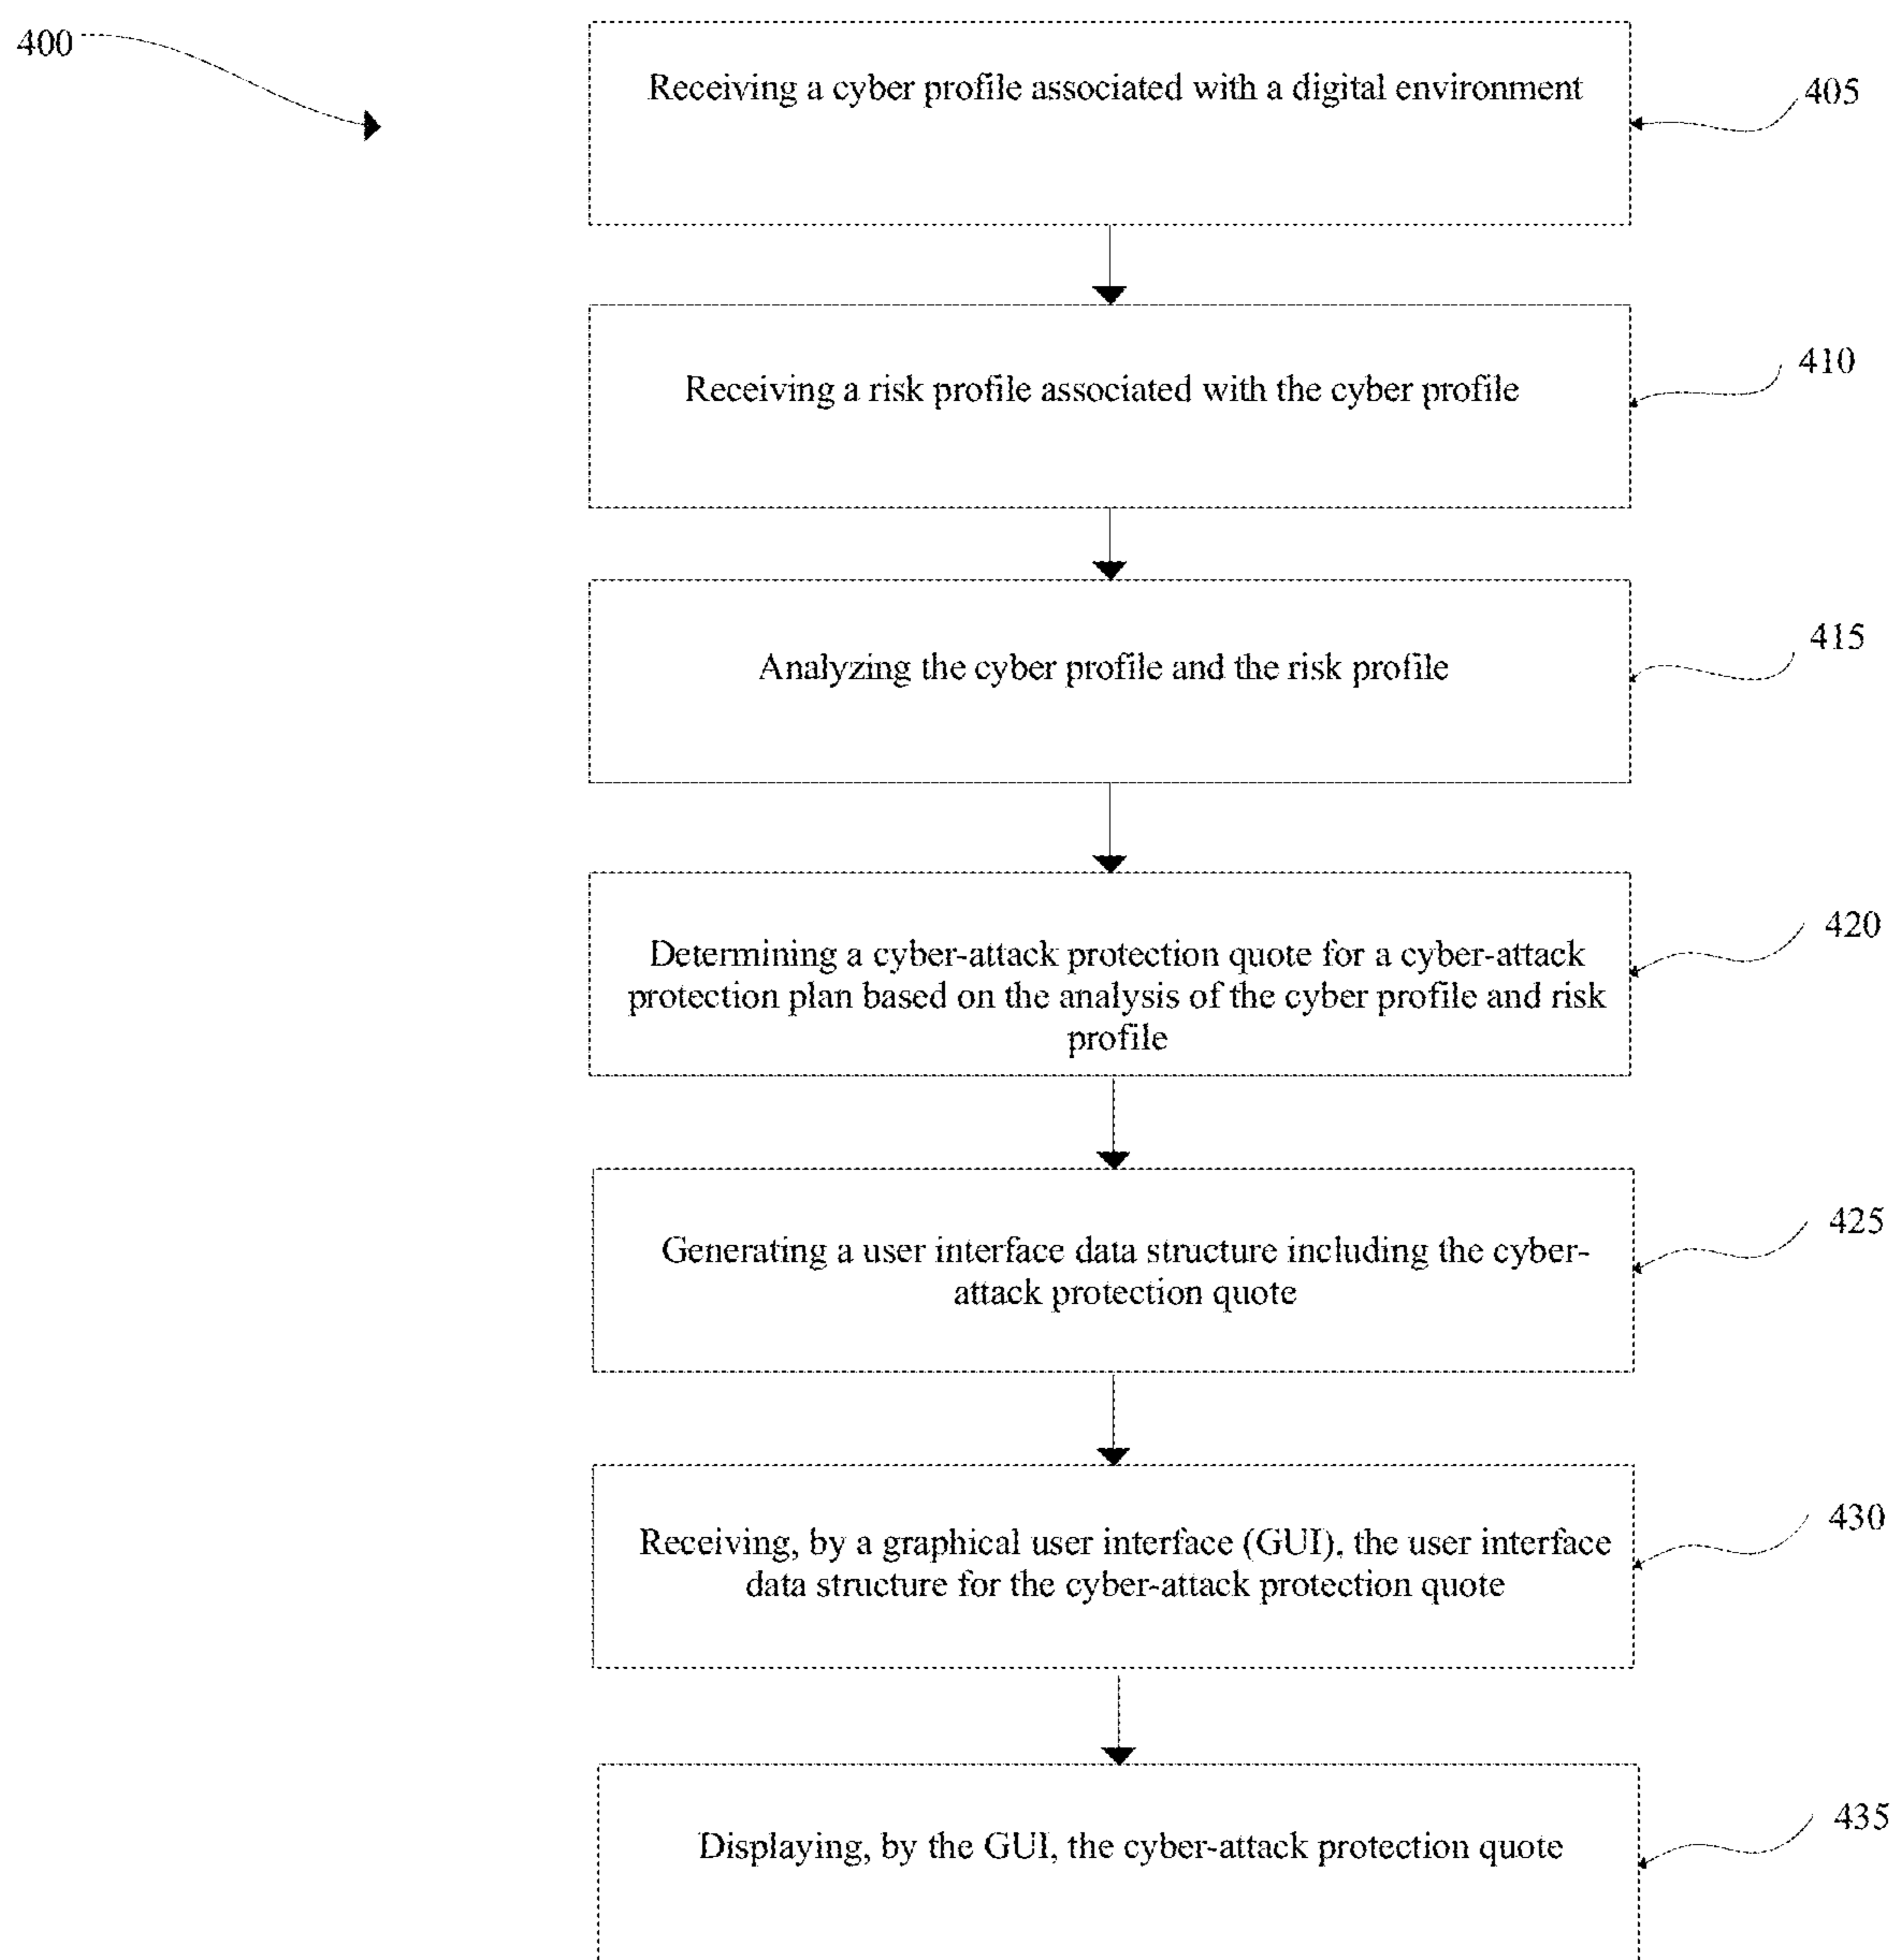 400
Receiving a cyber profile associated with a digital environment
405
Receiving a risk profile associated with the cyber profile
410
Analyzing the cyber profile and the risk profile
415
Determining a cyber-attack protection quote for a cyber-attack
protection plan based on the analysis of the cyber profile and risk
profile
420
Generating a user interface data structure including the cyber-
attack protection quote
425
Receiving, by a graphical user interface (GUI), the user interface
data structure for the cyber-attack protection quote
430
Displaying, by the GUI, the cyber-attack protection quote
435